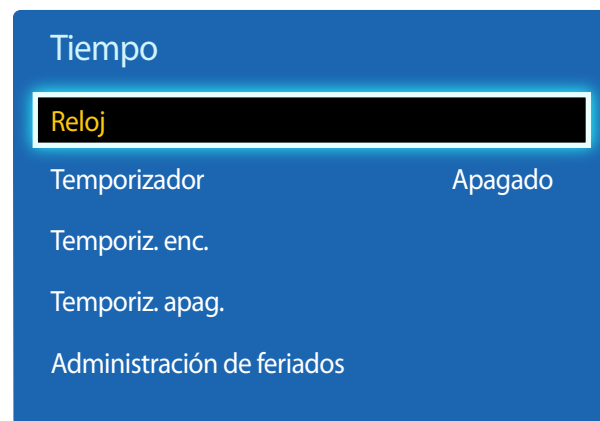 Tiempo
Reloj
Temporizador Apagado
Temporiz. enc.
Temporiz. apag.
Administración de feriados